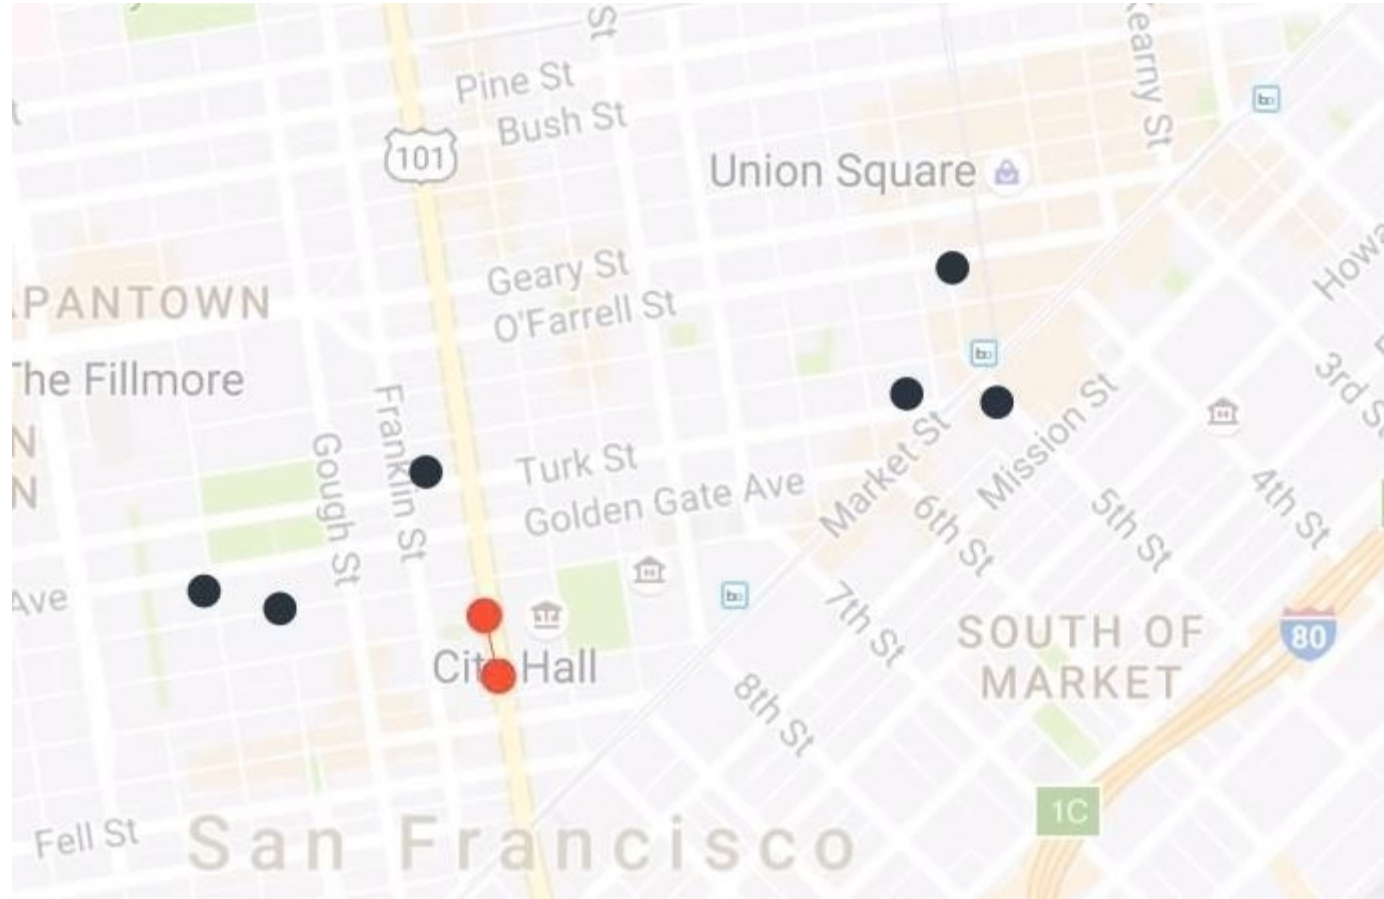 St
Kearny St
Pine St
Bush St
101
Union Square
Geary St
O'Farrell St
PANTOWN
The Fillmore
Howa
3rd St
Franklin St
Gough St
Turk St
Golden Gate Ave
Market St
Mission St
6th St
5th St
4th St
7th St
Ave
City Hall
8th St
SOUTH OF
MARKET
80
1C
Fell St
San Francisco